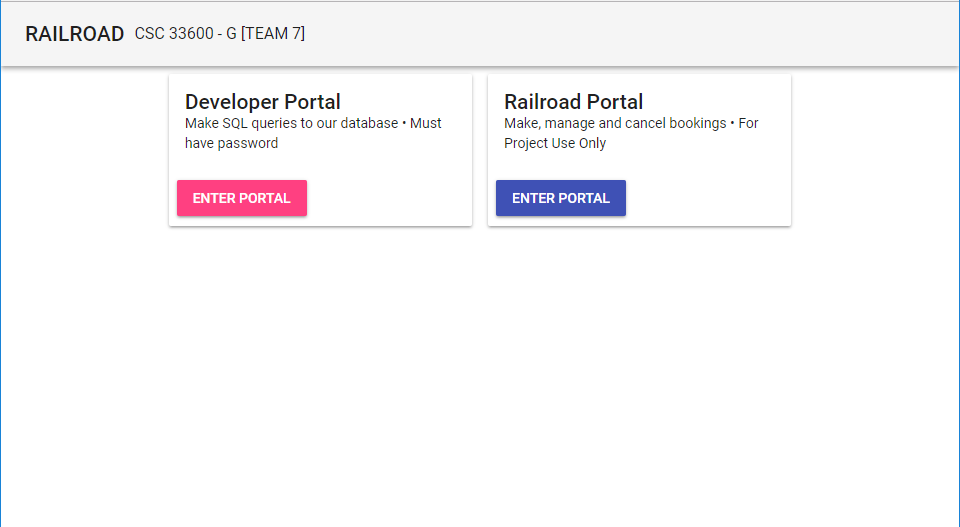 RAILROAD CSC 33600 - G [TEAM 7]
Developer Portal
Make SQL queries to our database • Must
have password
ENTER PORTAL
Railroad Portal
Make, manage and cancel bookings • For
Project Use Only
ENTER PORTAL